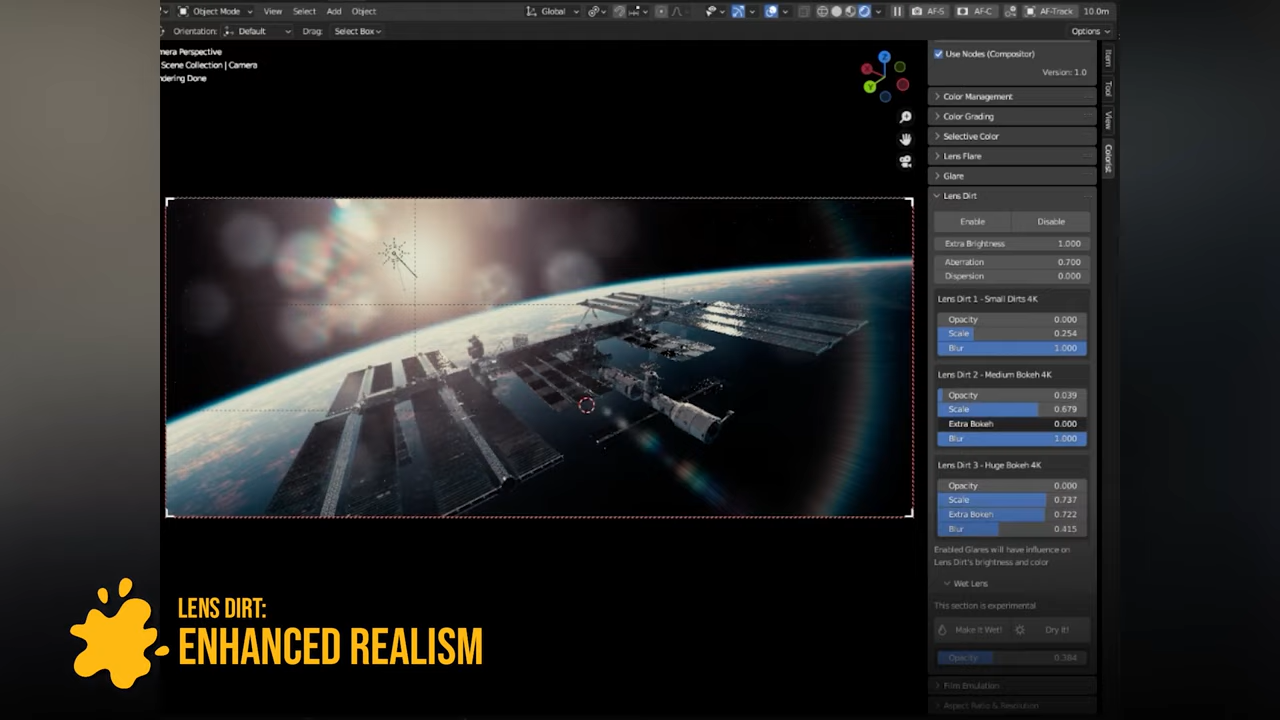 Object Mode View Select Add Object Global AF-S AF-C AF-Track 10.0m
Orientation: Default Drag: Select Box Options
mera Perspective
Scene Collection | Camera
ndering Done
X
Y
Z
Item
Tool
View
Colorist
Use Nodes (Compositor)
Version: 1.0
Color Management
Color Grading
Selective Color
Lens Flare
Glare
Lens Dirt
Enable Disable
Extra Brightness 1.000
Aberration 0.700
Dispersion 0.000
Lens Dirt 1 - Small Dirts 4K
Opacity 0.000
Scale 0.254
Blur 1.000
Lens Dirt 2 - Medium Bokeh 4K
Opacity 0.039
Scale 0.679
Extra Bokeh 0.000
Blur 1.000
Lens Dirt 3 - Huge Bokeh 4K
Opacity 0.000
Scale 0.737
Extra Bokeh 0.722
Blur 0.415
Enabled Glares will have influence on
Lens Dirt's brightness and color
Wet Lens
This section is experimental
Make it Wet! Dry It!
Opacity 0.384
Film Emulation
Aspect Ratio & Resolution
LENS DIRT:
ENHANCED REALISM